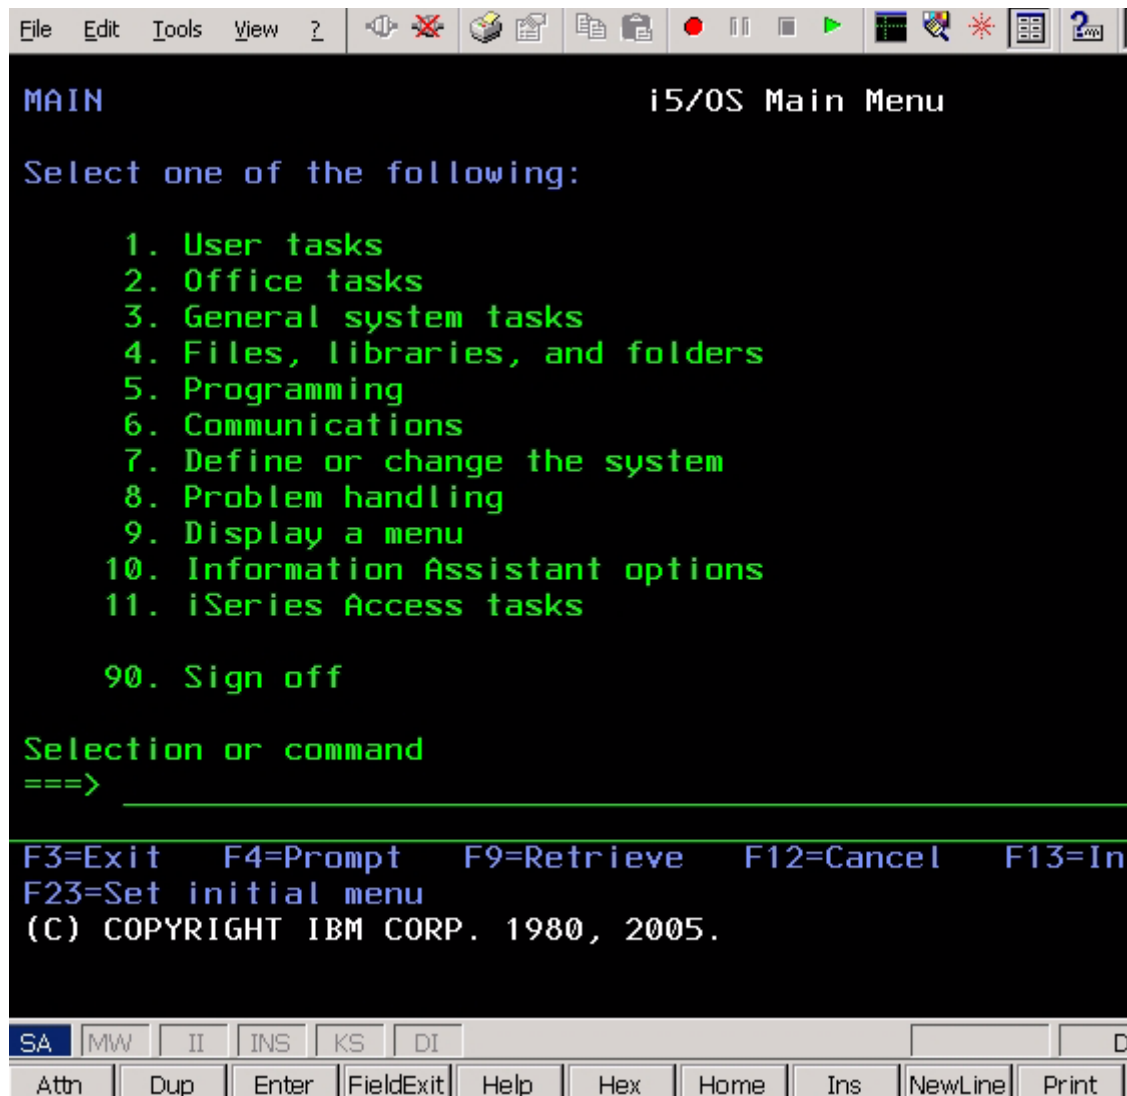 File Edit Tools View ?
MAIN i5/OS Main Menu
Select one of the following:
1. User tasks
2. Office tasks
3. General system tasks
4. Files, libraries, and folders
5. Programming
6. Communications
7. Define or change the system
8. Problem handling
9. Display a menu
10. Information Assistant options
11. iSeries Access tasks
90. Sign off
Selection or command
===>
F3=Exit F4=Prompt F9=Retrieve F12=Cancel F13=In
F23=Set initial menu
(C) COPYRIGHT IBM CORP. 1980, 2005.
SA MW II INS KS DI D
Attn Dup Enter FieldExit Help Hex Home Ins NewLine Print